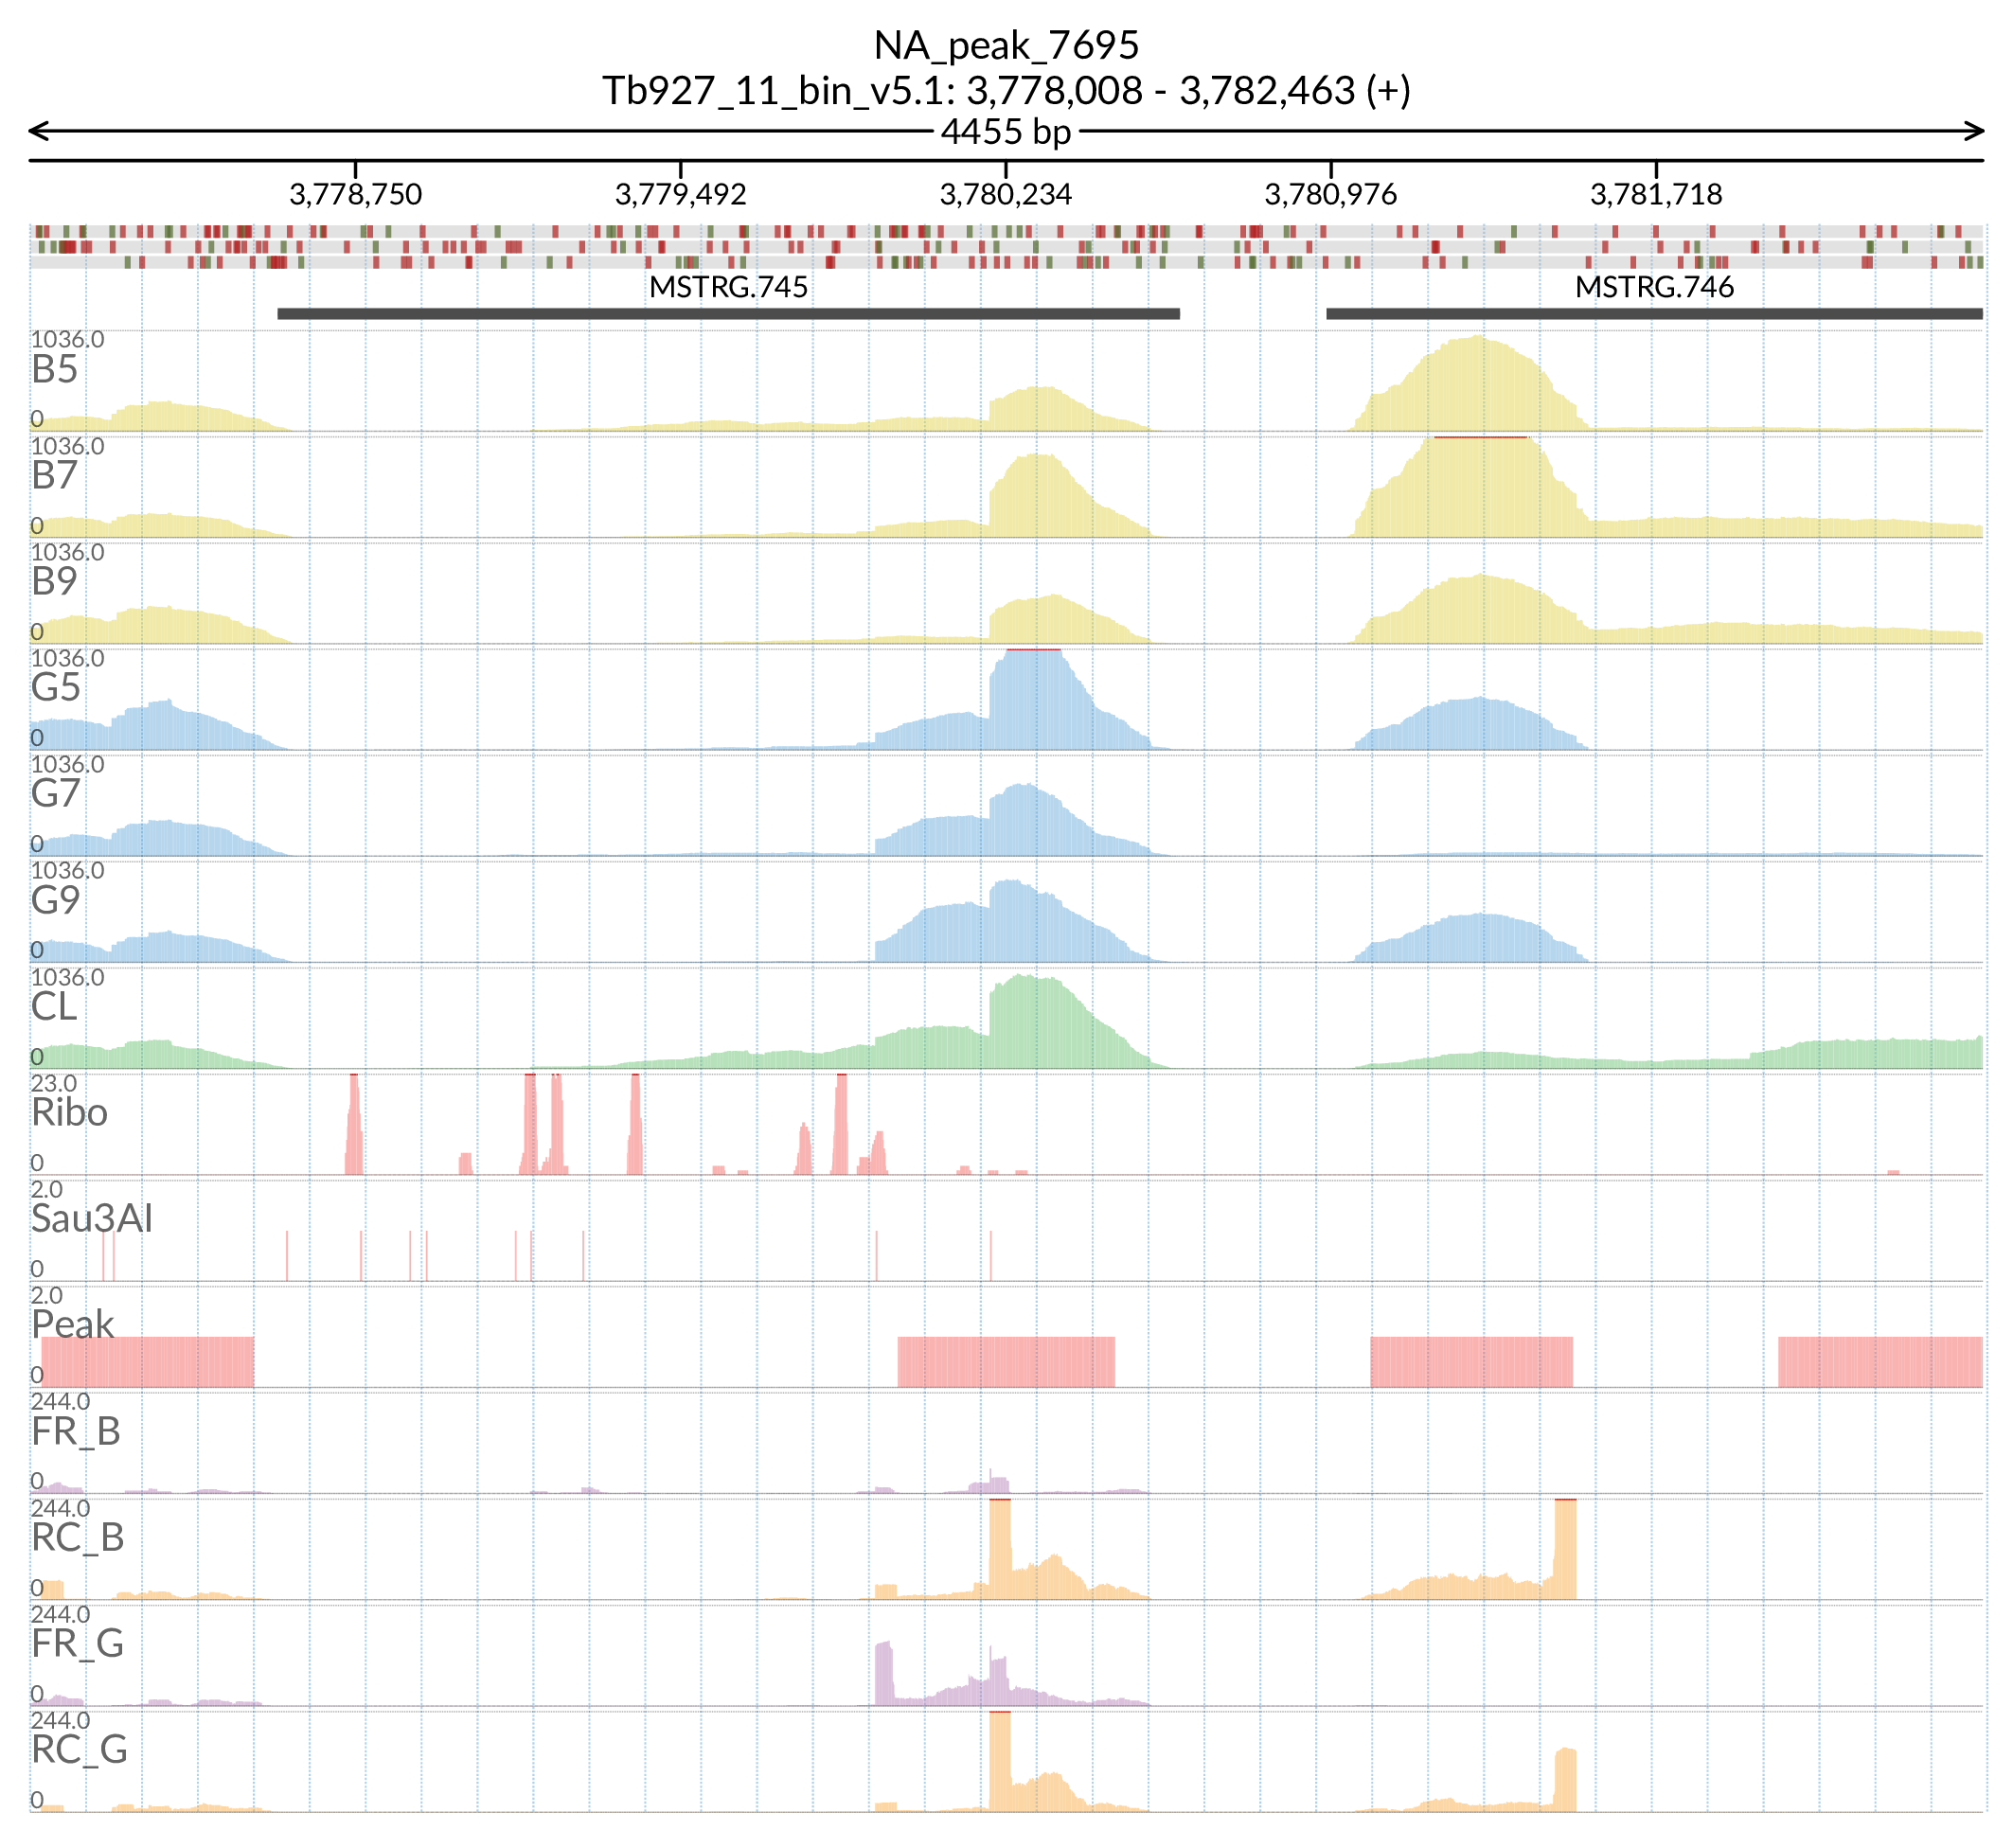 NA_peak_7695
Tb927_11_bin_v5.1: 3,778,008 - 3,782,463 (+)
4455 bp
3,778,750 3,779,492 3,780,234 3,780,976 3,781,718
MSTRG.745 MSTRG.746
1036.0
B5
0
1036.0
B7
0
1036.0
B9
0
1036.0
G5
0
1036.0
G7
0
1036.0
G9
0
1036.0
CL
0
23.0
Ribo
0
2.0
Sau3AI
0
2.0
Peak
0
244.0
FR_B
0
244.0
RC_B
0
244.0
FR_G
0
244.0
RC_G
0